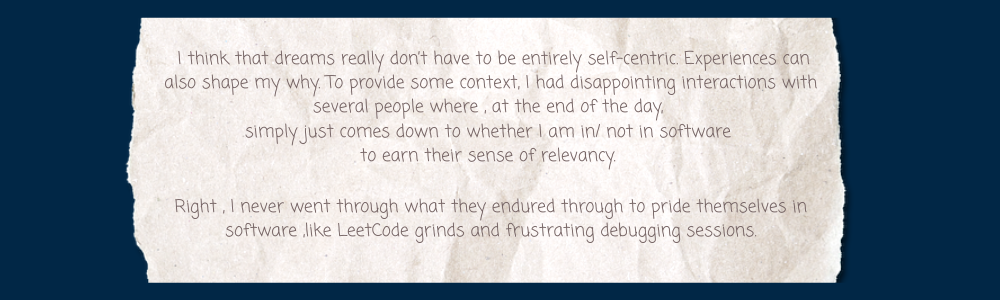 I think that dreams really don't have to be entirely self-centric. Experiences can
also shape my why. To provide some context, I had disappointing interactions with
several people where , at the end of the day,
simply just comes down to whether I am in/ not in software
to earn their sense of relevancy.
Right , I never went through what they endured through to pride themselves in
software ,like LeetCode grinds and frustrating debugging sessions.